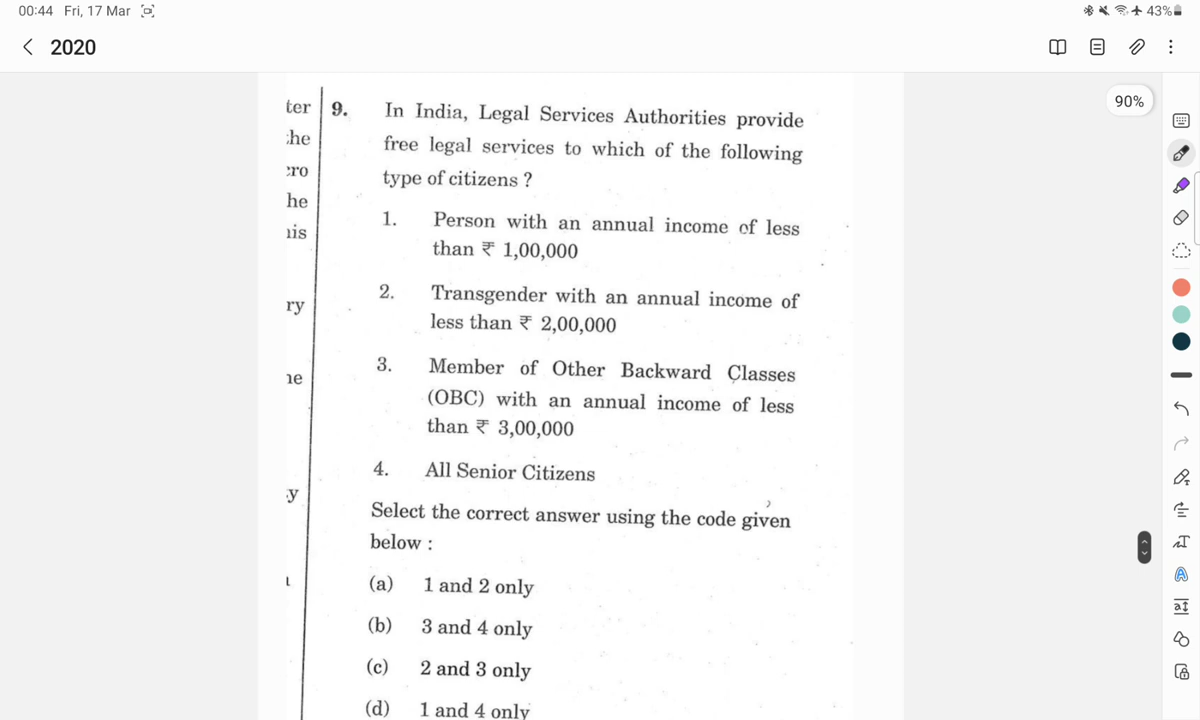 00:44 Fri, 17 Mar
43%
2020
90%
ter
he
ro
he
is
ry
ne
y
9. In India, Legal Services Authorities provide
free legal services to which of the following
type of citizens ?
1. Person with an annual income of less
than ₹ 1,00,000
2. Transgender with an annual income of
less than ₹ 2,00,000
3. Member of Other Backward Classes
(OBC) with an annual income of less
than ₹ 3,00,000
4. All Senior Citizens
Select the correct answer using the code given
below :
(a) 1 and 2 only
(b) 3 and 4 only
(c) 2 and 3 only
(d) 1 and 4 only